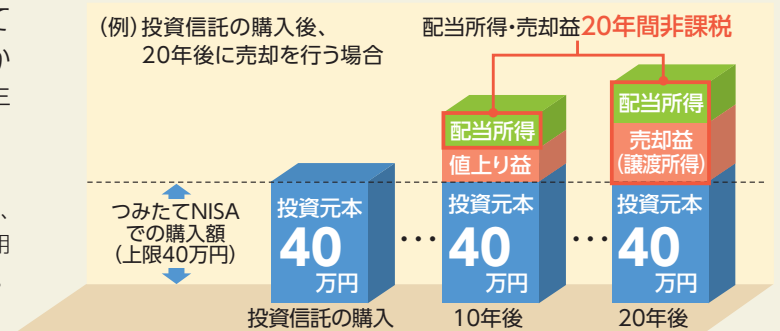 て
か
主
、
用
(例)投資信託の購入後、
20年後に売却を行う場合
配当所得・売却益20年間非課税
つみたてNISA
での購入額
(上限40万円)
投資元本
40
万円
投資信託の購入
…
配当所得
値上り益
投資元本
40
万円
10年後
…
配当所得
売却益
(譲渡所得)
投資元本
40
万円
20年後